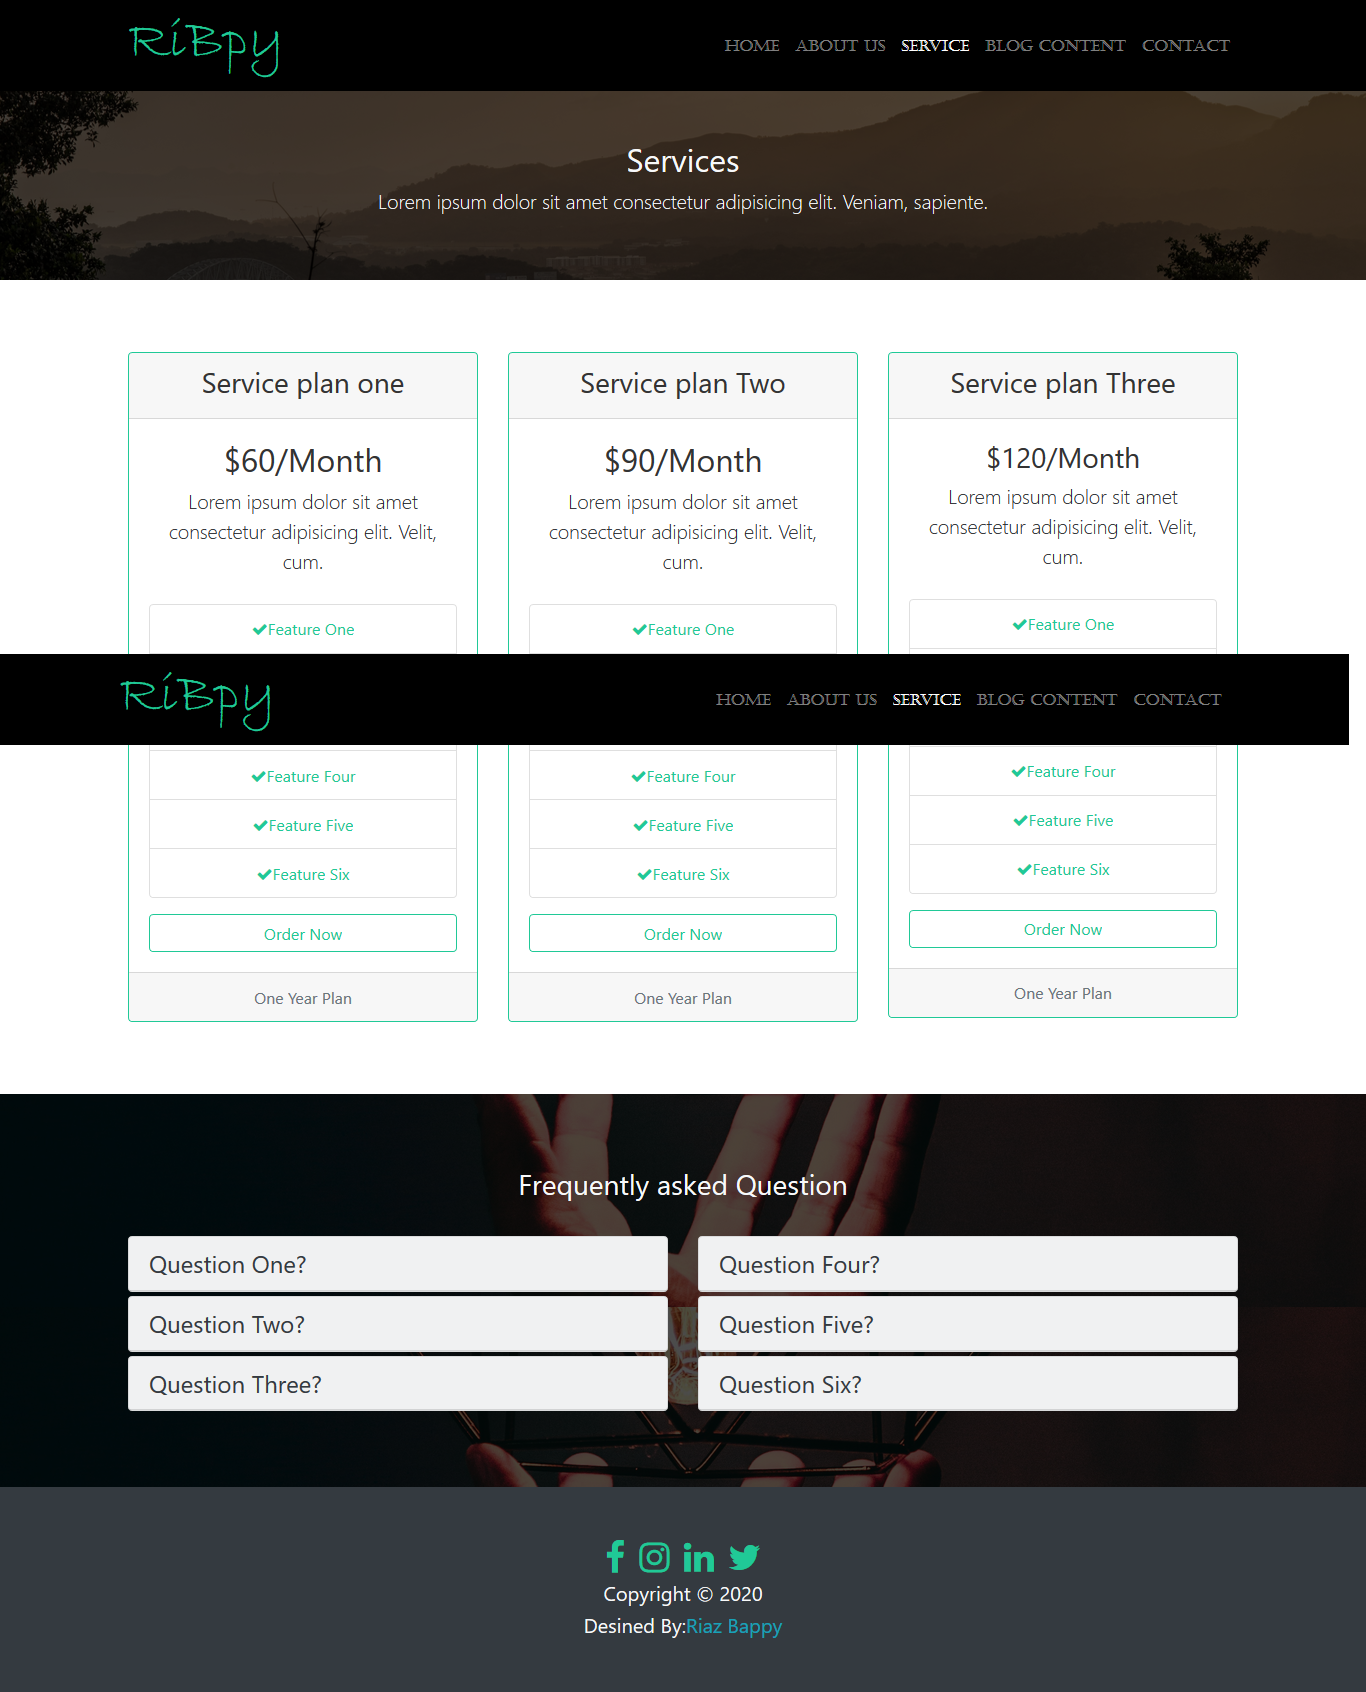 RiBpy
HOME ABOUT US SERVICE BLOG CONTENT CONTACT
Services
Lorem ipsum dolor sit amet consectetur adipisicing elit. Veniam, sapiente.
Service plan one
$60/Month
Lorem ipsum dolor sit amet
consectetur adipisicing elit. Velit,
cum.
Feature One
Service plan Two
$90/Month
Lorem ipsum dolor sit amet
consectetur adipisicing elit. Velit,
cum.
Feature One
Service plan Three
$120/Month
Lorem ipsum dolor sit amet
consectetur adipisicing elit. Velit,
cum.
Feature One
RiBpy
HOME ABOUT US SERVICE BLOG CONTENT CONTACT
Feature Four
Feature Five
Feature Six
Order Now
One Year Plan
Feature Four
Feature Five
Feature Six
Order Now
One Year Plan
Feature Four
Feature Five
Feature Six
Order Now
One Year Plan
Frequently asked Question
Question One?
Question Two?
Question Three?
Question Four?
Question Five?
Question Six?
Copyright © 2020
Desined By:Riaz Bappy